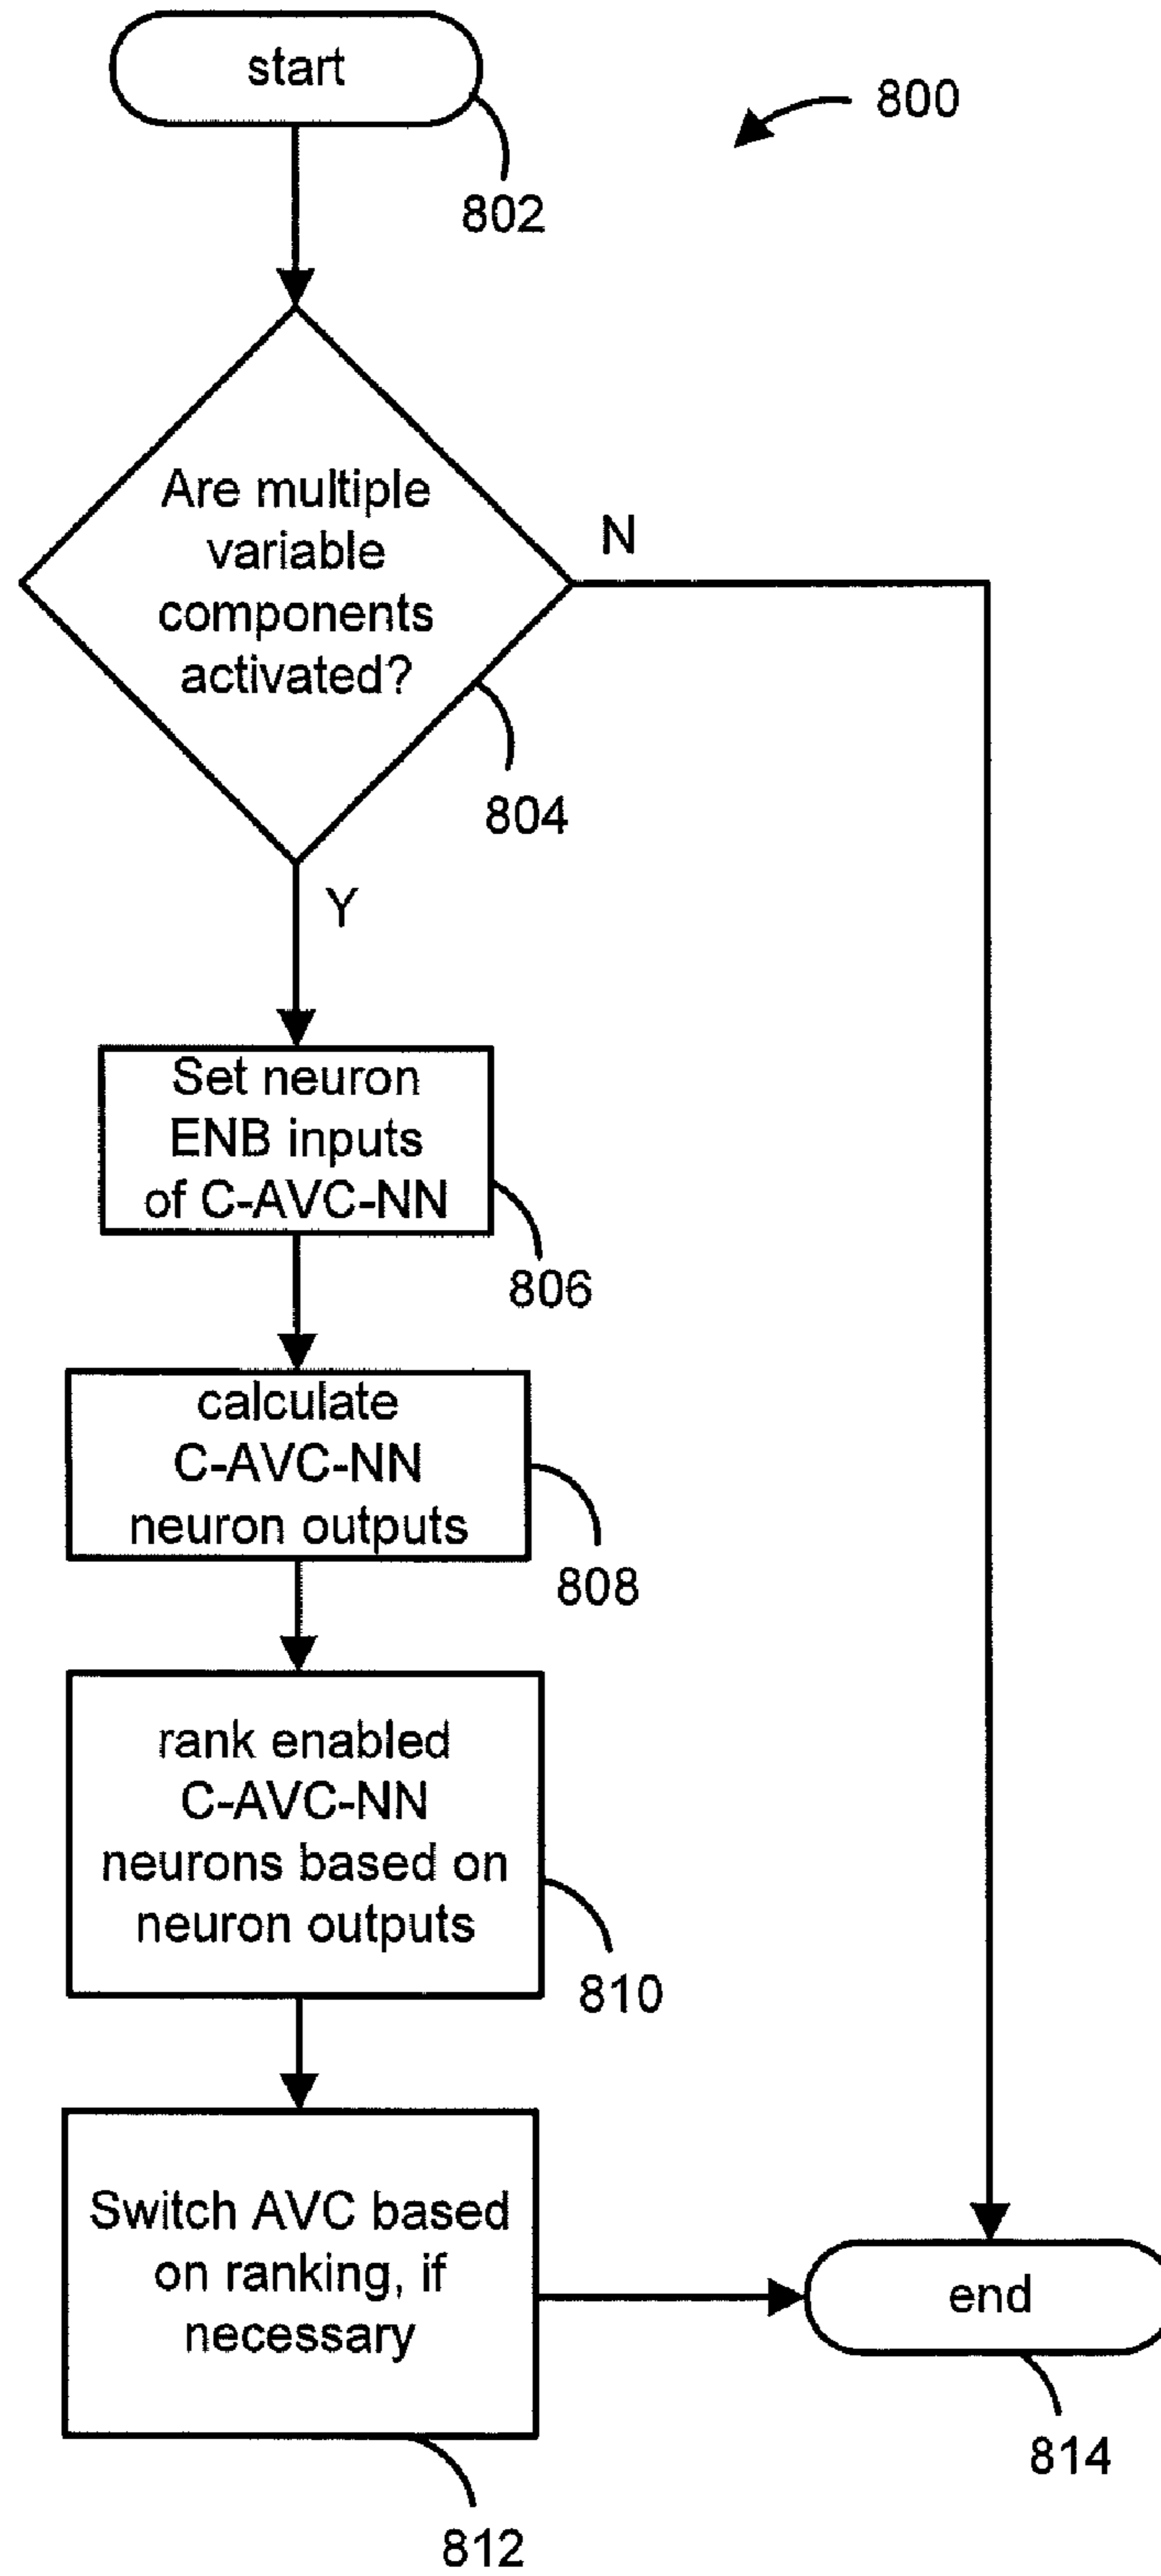 start
800
802
Are multiple
variable
components
activated?
N
804
Y
Set neuron
ENB inputs
of C-AVC-NN
806
calculate
C-AVC-NN
neuron outputs
808
rank enabled
C-AVC-NN
neurons based on
neuron outputs
810
Switch AVC based
on ranking, if
necessary
end
814
812